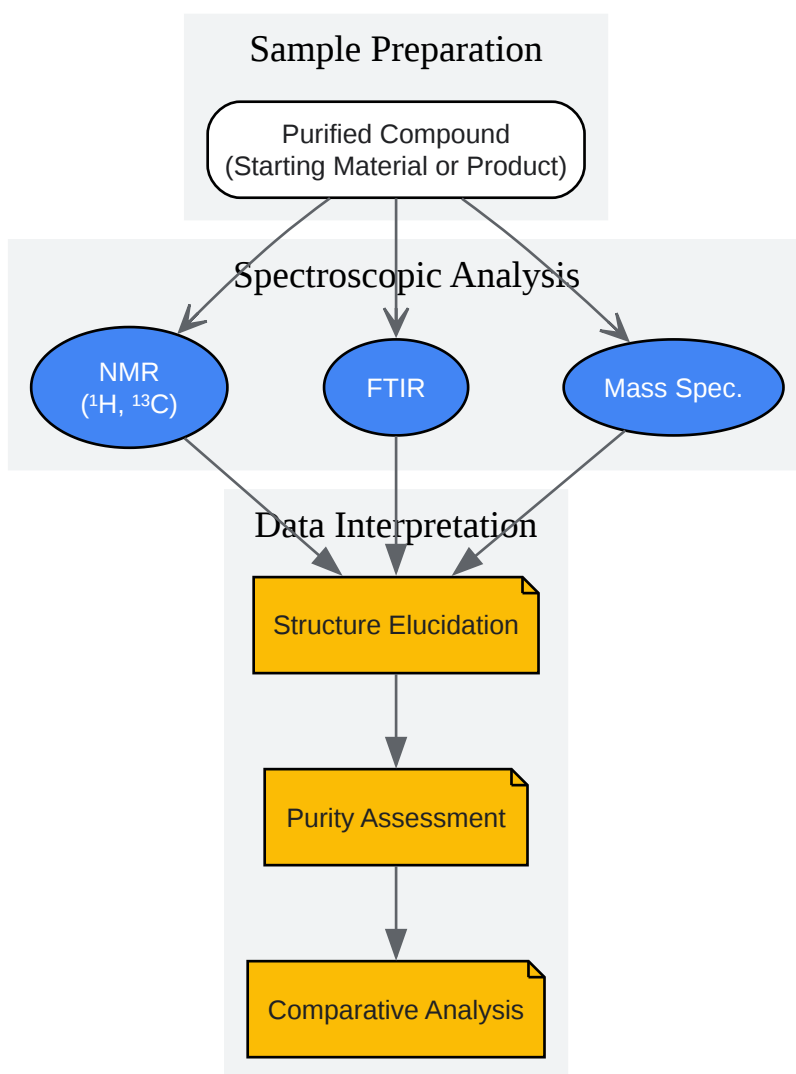 Sample Preparation
Purified Compound
(Starting Material or Product)
Spectroscopic Analysis
NMR
(¹H, ¹³C)
FTIR
Mass Spec.
Data Interpretation
Structure Elucidation
Purity Assessment
Comparative Analysis